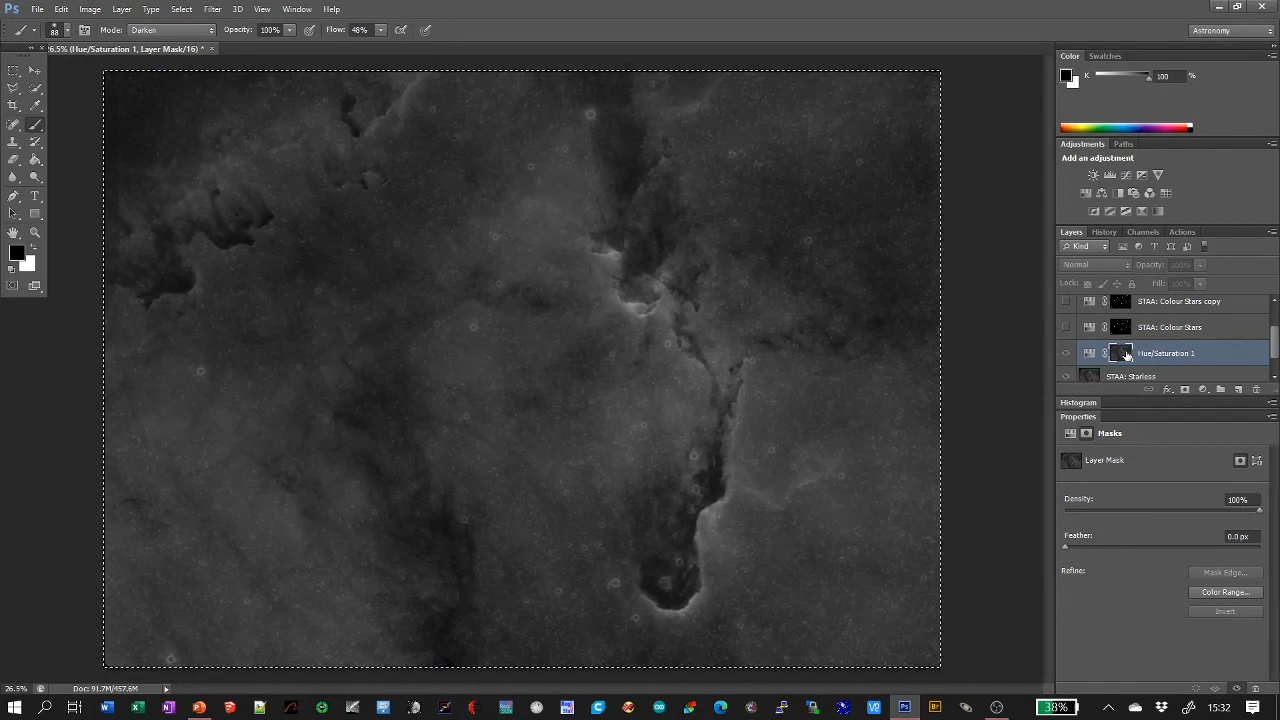 Ps File Edit Image Layer Type Select Filter 3D View Window Help
88 Mode: Darken Opacity: 100% Flow: 48% Astronomy
6.5% (Hue/Saturation 1, Layer Mask/16) * ×
Color Swatches
K 100 %
Adjustments Paths
Add an adjustment
Layers History Channels Actions
Kind
Normal Opacity: 100%
Lock: Fill: 100%
STAA: Colour Stars copy
STAA: Colour Stars
Hue/Saturation 1
STAA: Starless
Histogram
Properties
Masks
Layer Mask
Density: 100%
Feather: 0.0 px
Refine: Mask Edge...
Color Range...
Invert
26.5% Doc: 91.7M/457.6M
38% 15:32